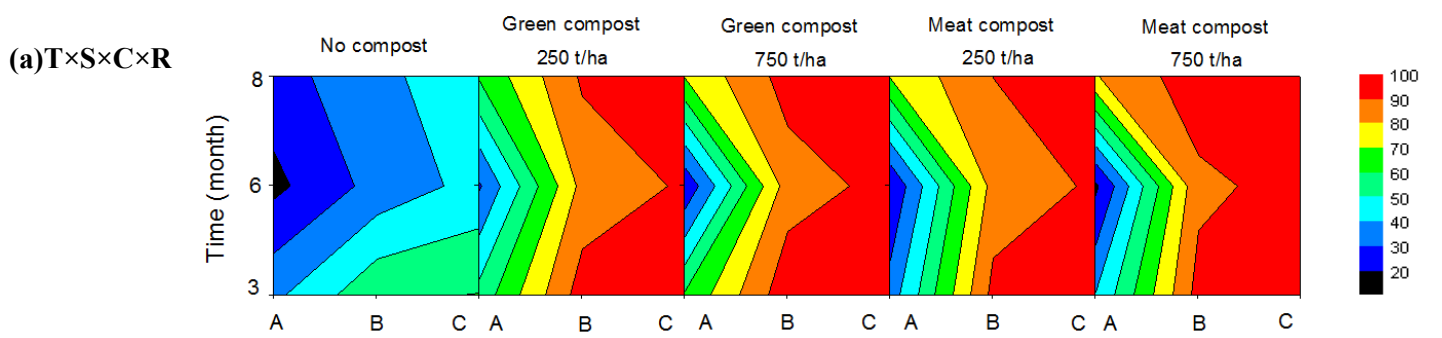 (a)T×S×C×R
No compost
Green compost
250 t/ha
Green compost
750 t/ha
Meat compost
250 t/ha
Meat compost
750 t/ha
Time (month)
8
6
3
A B C
A B C
A B C
A B C
A B C
100
90
80
70
60
50
40
30
20